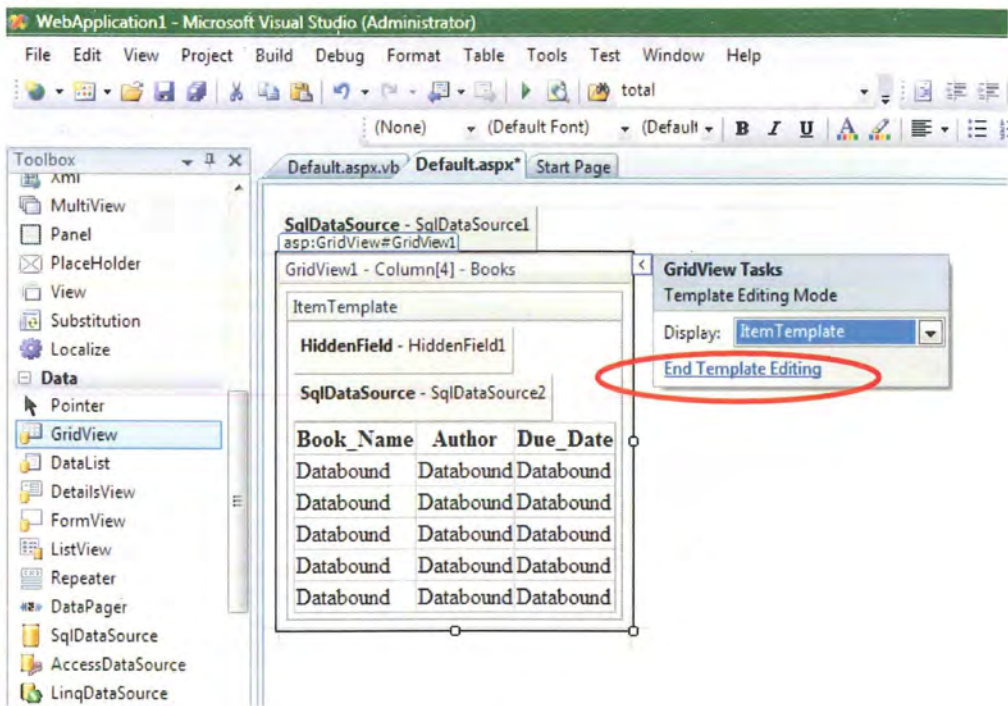 WebApplication1 - Microsoft Visual Studio (Administrator)
File Edit View Project Build Debug Format Table Tools Test Window Help
total
(None) (Default Font) (Default B I U A
Toolbox
Default.aspx.vb Default.aspx* Start Page
Xml
MultiView
Panel
PlaceHolder
View
Substitution
Localize
Data
Pointer
GridView
DataList
DetailsView
FormView
ListView
Repeater
DataPager
SqlDataSource
AccessDataSource
LinqDataSource
SqlDataSource - SqlDataSource1
asp:GridView#GridView1
GridView1 - Column[4] - Books
ItemTemplate
HiddenField - HiddenField1
SqlDataSource - SqlDataSource2
Book_Name Author Due_Date
Databound Databound Databound
Databound Databound Databound
Databound Databound Databound
Databound Databound Databound
Databound Databound Databound
GridView Tasks
Template Editing Mode
Display: ItemTemplate
End Template Editing